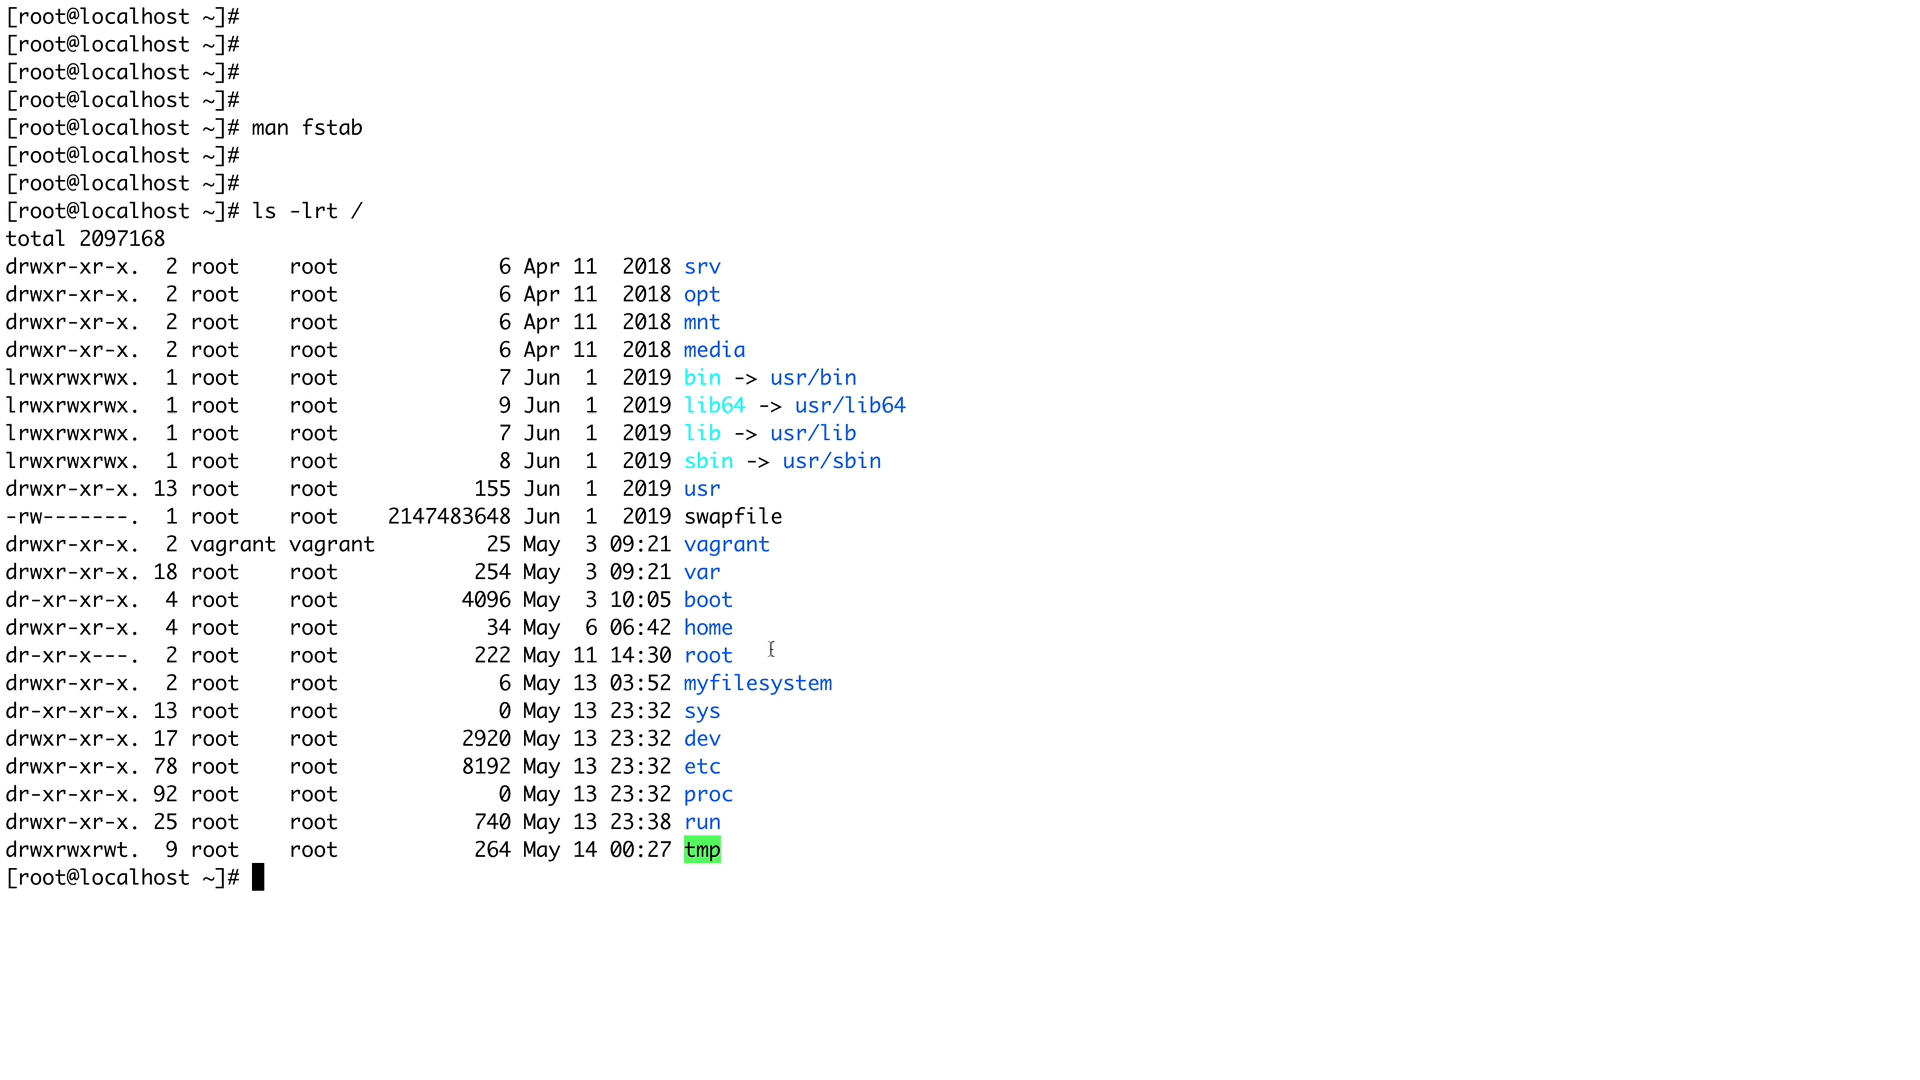 [root@localhost ~]#
[root@localhost ~]#
[root@localhost ~]#
[root@localhost ~]#
[root@localhost ~]# man fstab
[root@localhost ~]#
[root@localhost ~]#
[root@localhost ~]# ls -lrt /
total 2097168
drwxr-xr-x.  2 root    root             6 Apr 11  2018 srv
drwxr-xr-x.  2 root    root             6 Apr 11  2018 opt
drwxr-xr-x.  2 root    root             6 Apr 11  2018 mnt
drwxr-xr-x.  2 root    root             6 Apr 11  2018 media
lrwxrwxrwx.  1 root    root             7 Jun  1  2019 bin -> usr/bin
lrwxrwxrwx.  1 root    root             9 Jun  1  2019 lib64 -> usr/lib64
lrwxrwxrwx.  1 root    root             7 Jun  1  2019 lib -> usr/lib
lrwxrwxrwx.  1 root    root             8 Jun  1  2019 sbin -> usr/sbin
drwxr-xr-x. 13 root    root           155 Jun  1  2019 usr
-rw-------.  1 root    root    2147483648 Jun  1  2019 swapfile
drwxr-xr-x.  2 vagrant vagrant         25 May  3 09:21 vagrant
drwxr-xr-x. 18 root    root           254 May  3 09:21 var
dr-xr-xr-x.  4 root    root          4096 May  3 10:05 boot
drwxr-xr-x.  4 root    root            34 May  6 06:42 home
dr-xr-x---.  2 root    root           222 May 11 14:30 root
drwxr-xr-x.  2 root    root             6 May 13 03:52 myfilesystem
dr-xr-xr-x. 13 root    root             0 May 13 23:32 sys
drwxr-xr-x. 17 root    root          2920 May 13 23:32 dev
drwxr-xr-x. 78 root    root          8192 May 13 23:32 etc
dr-xr-xr-x. 92 root    root             0 May 13 23:32 proc
drwxr-xr-x. 25 root    root           740 May 13 23:38 run
drwxrwxrwt.  9 root    root           264 May 14 00:27 tmp
[root@localhost ~]#